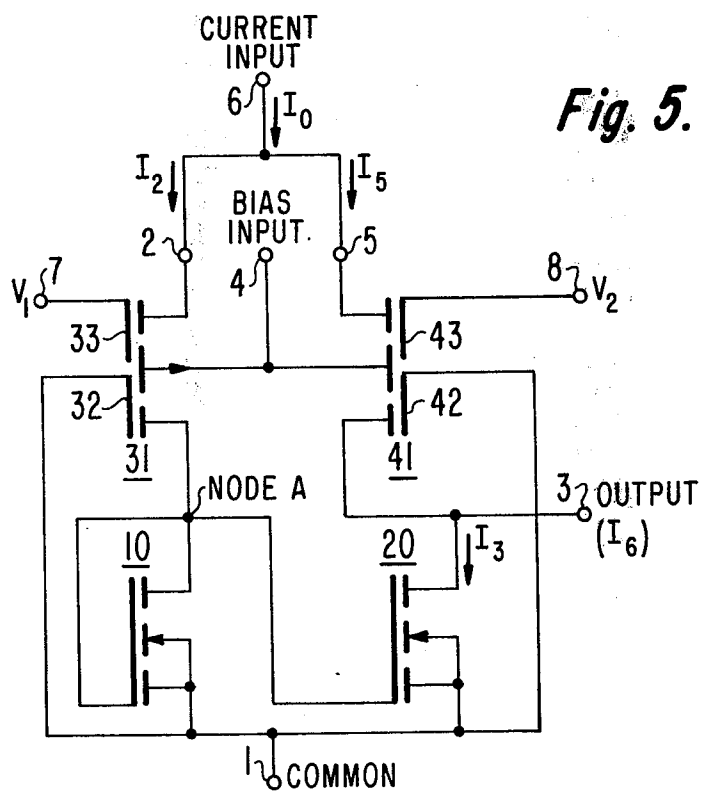 CURRENT
INPUT
6
I₀
Fig. 5.
I₂
I₅
BIAS
INPUT.
2
4
5
7
8
V₁
V₂
33
43
32
42
31
41
NODE A
3
OUTPUT
(I₆)
10
20
I₃
1
COMMON